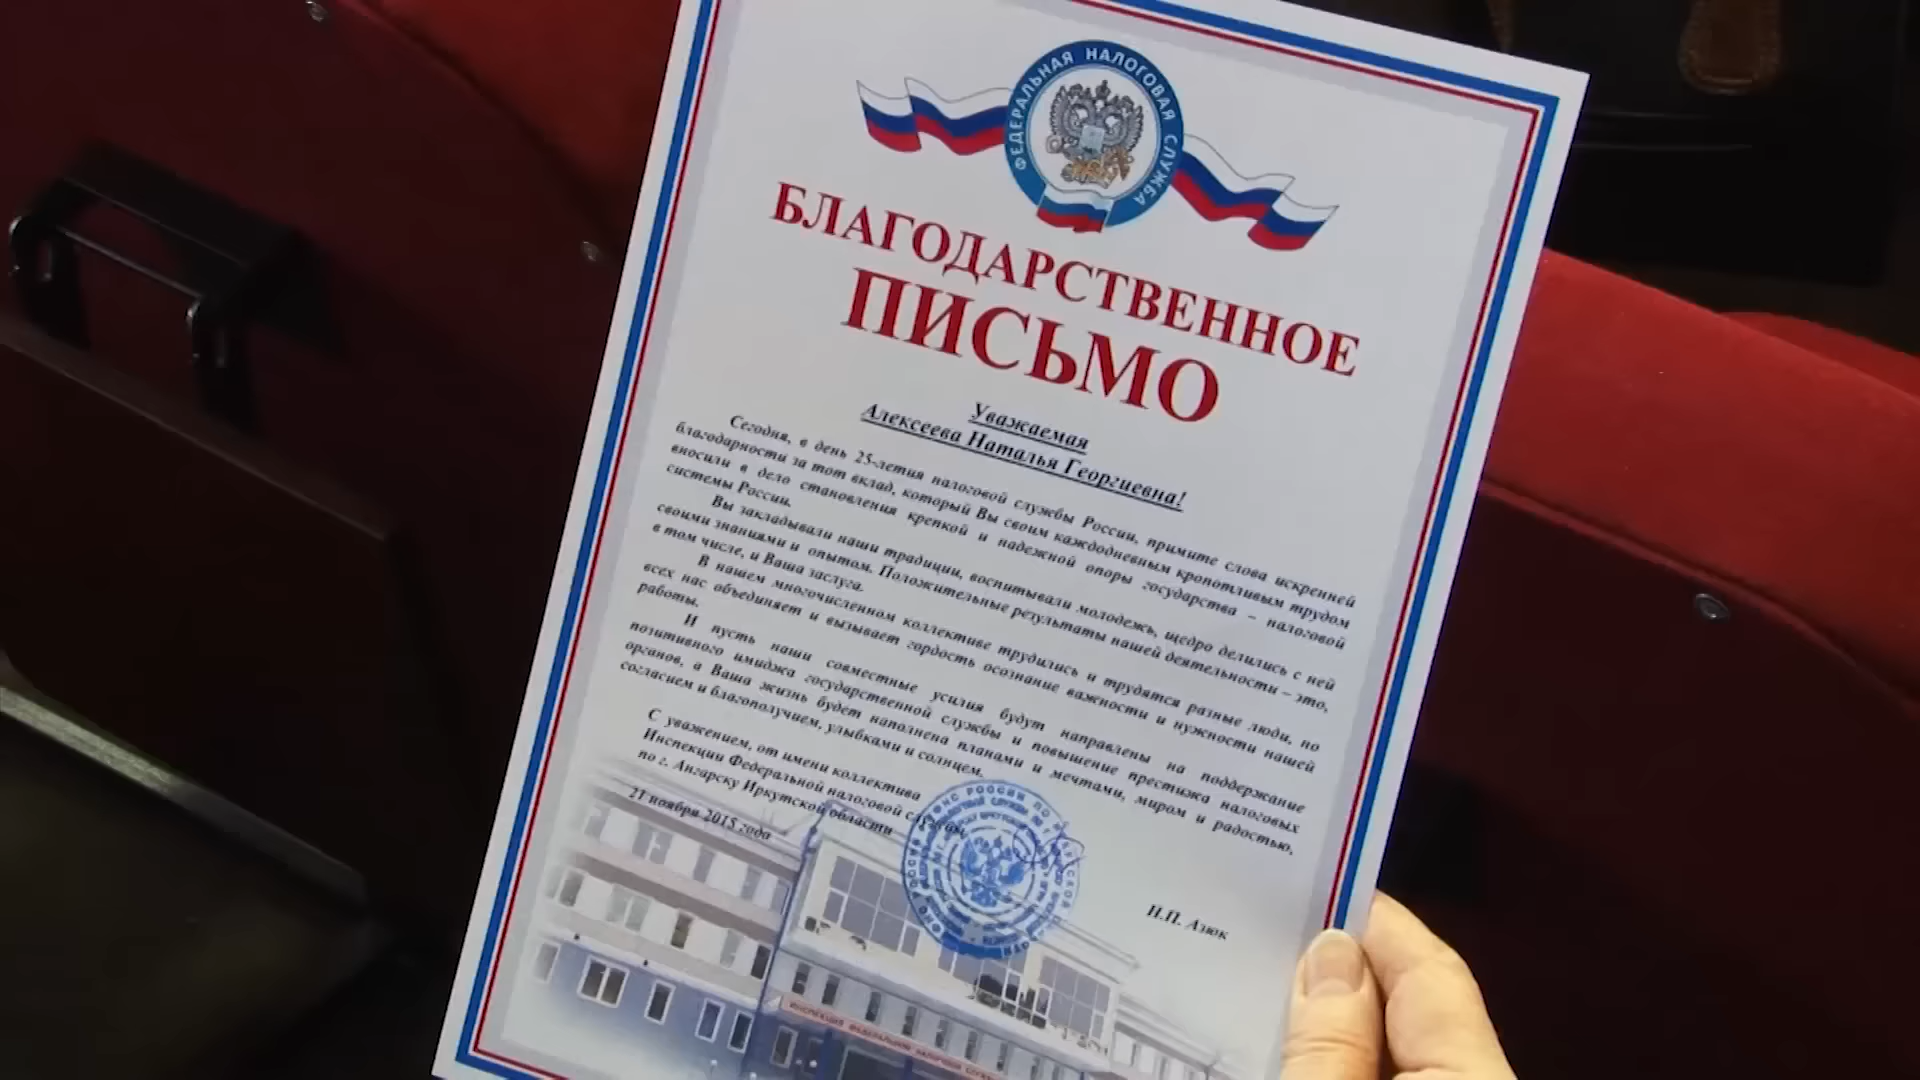 ФЕДЕРАЛЬНАЯ НАЛОГОВАЯ СЛУЖБА
БЛАГОДАРСТВЕННОЕ
ПИСЬМО
Уважаемая
Алексеева Наталья Георгиевна!
Сегодня, в день 25-летия налоговой службы России, примите слова искренней
благодарности за тот вклад, который Вы своим каждодневным кропотливым трудом
вносили в дело становления крепкой и надежной опоры государства – налоговой
системы России.
Вы закладывали наши традиции, воспитывали молодежь, щедро делились с ней
своими знаниями и опытом. Положительные результаты нашей деятельности – это,
в том числе, и Ваша заслуга.
В нашем многочисленном коллективе трудились и трудятся разные люди, но
всех нас объединяет и вызывает гордость осознание важности и нужности нашей
работы.
И пусть наши совместные усилия будут направлены на поддержание
позитивного имиджа государственной службы и повышение престижа налоговых
органов, а Ваша жизнь будет наполнена планами и мечтами, миром и радостью,
согласием и благополучием, улыбками и солнцем.
С уважением, от имени коллектива
Инспекции Федеральной налоговой службы
по г. Ангарску Иркутской области
21 ноября 2015 года
Н.П. Азюк
ИНСПЕКЦИЯ ФЕДЕРАЛЬНОЙ НАЛОГОВОЙ СЛУЖБЫ